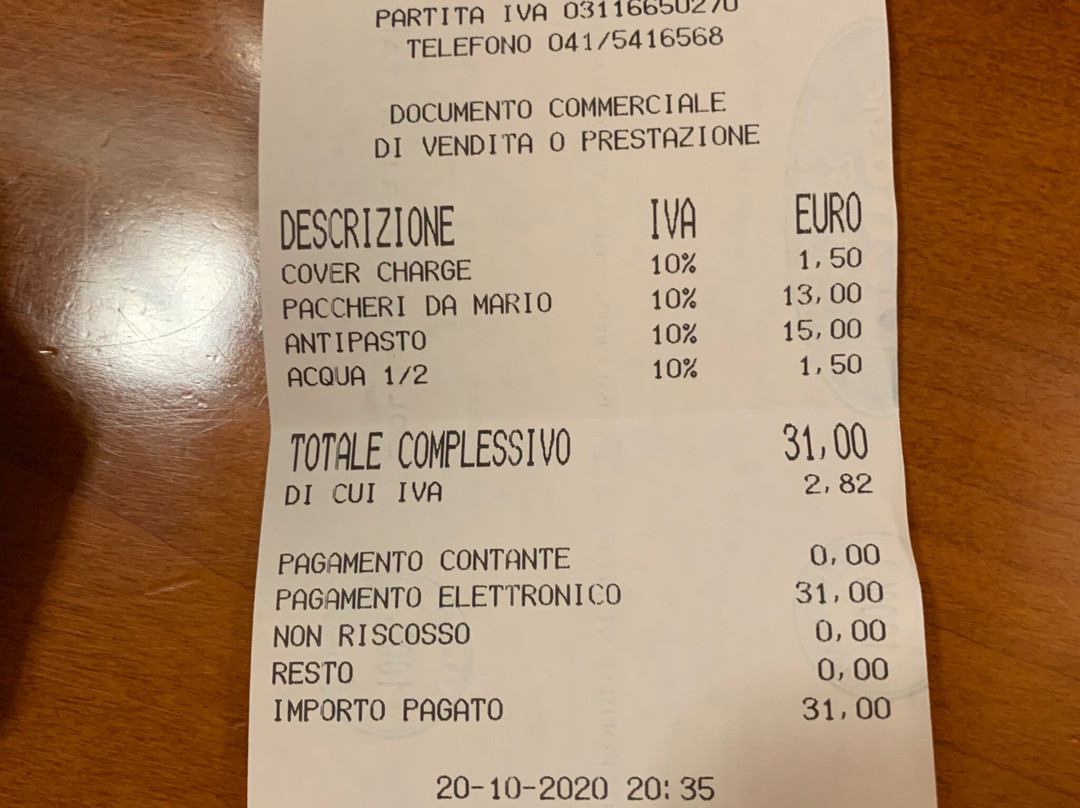 PARTITA IVA 03116650270
TELEFONO 041/5416568
DOCUMENTO COMMERCIALE
DI VENDITA O PRESTAZIONE
DESCRIZIONE IVA EURO
COVER CHARGE 10% 1,50
PACCHERI DA MARIO 10% 13,00
ANTIPASTO 10% 15,00
ACQUA 1/2 10% 1,50
TOTALE COMPLESSIVO 31,00
DI CUI IVA 2,82
PAGAMENTO CONTANTE 0,00
PAGAMENTO ELETTRONICO 31,00
NON RISCOSSO 0,00
RESTO 0,00
IMPORTO PAGATO 31,00
20-10-2020 20:35